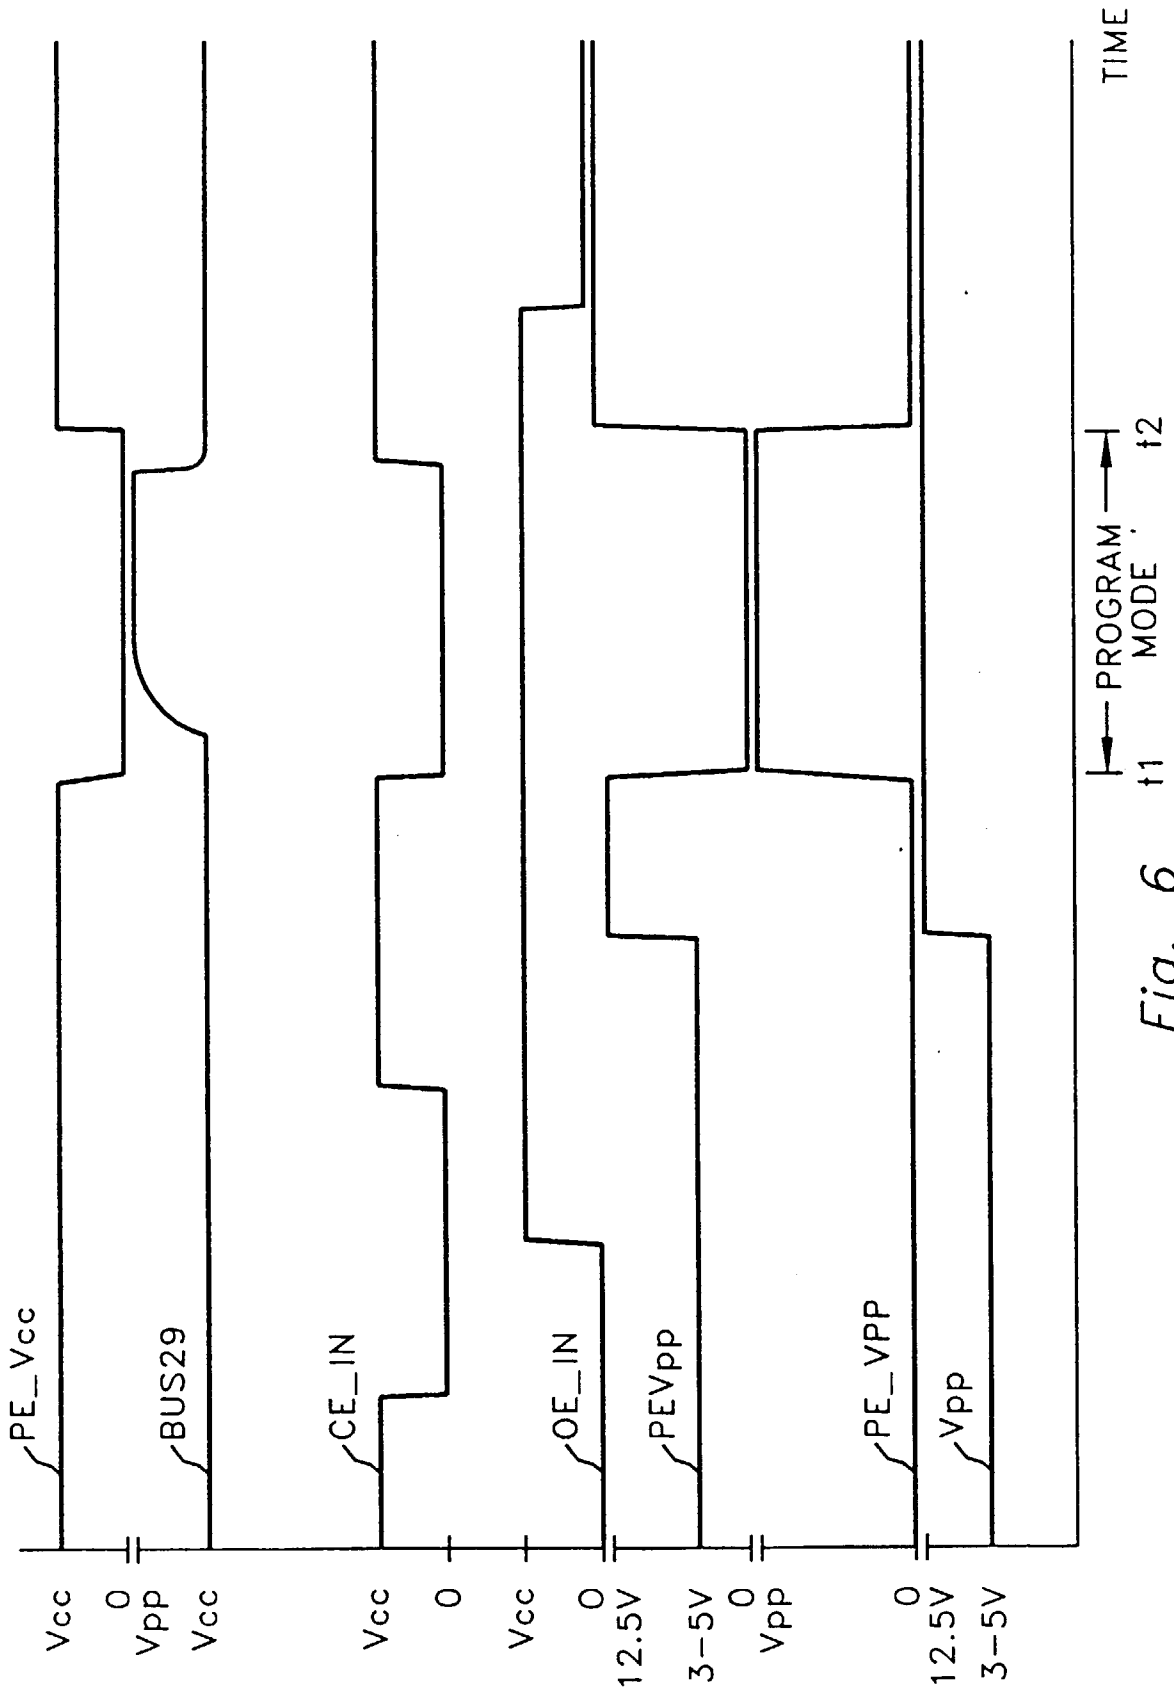 Vcc
0
Vpp
Vcc
Vcc
0
Vcc
0
12.5V
3-5V
0
Vpp
0
12.5V
3-5V
PE_Vcc
BUS29
CE_IN
OE_IN
PEVpp
PE_VPP
Vpp
PROGRAM
MODE
t1
t2
TIME
Fig. 6